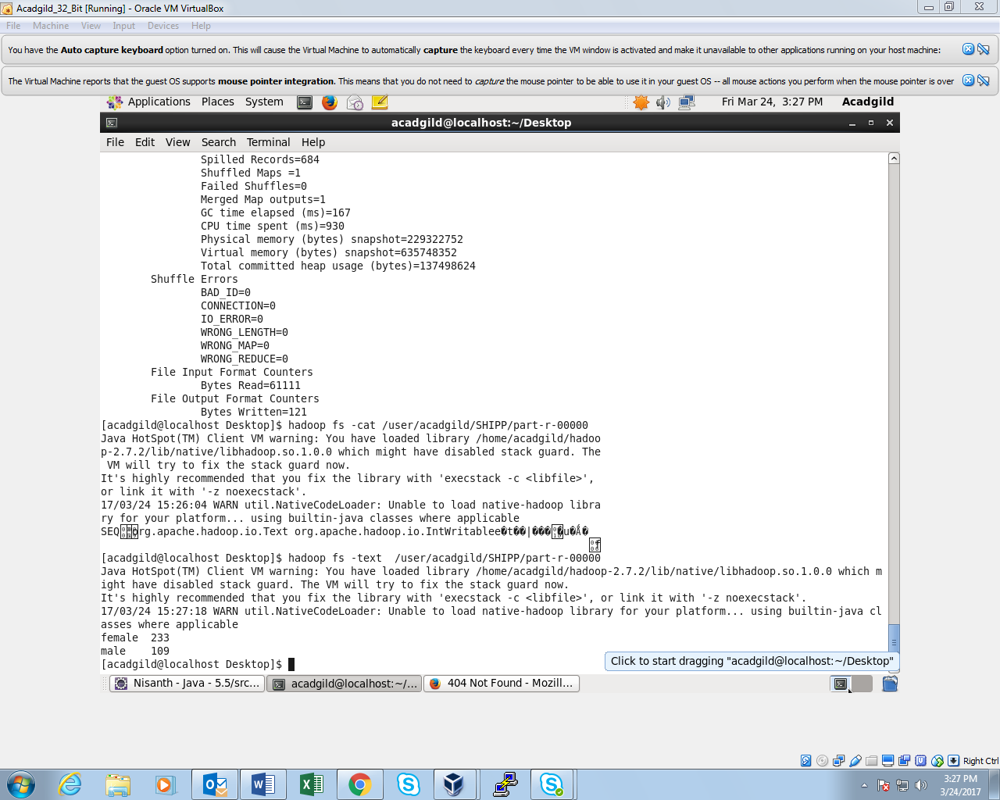 Acadgild_32_Bit [Running] - Oracle VM VirtualBox
File Machine View Input Devices Help
You have the Auto capture keyboard option turned on. This will cause the Virtual Machine to automatically capture the keyboard every time the VM window is activated and make it unavailable to other applications running on your host machine:
The Virtual Machine reports that the guest OS supports mouse pointer integration. This means that you do not need to capture the mouse pointer to be able to use it in your guest OS -- all mouse actions you perform when the mouse pointer is over
Applications Places System Fri Mar 24, 3:27 PM Acadgild
acadgild@localhost:~/Desktop
File Edit View Search Terminal Help
Spilled Records=684
Shuffled Maps =1
Failed Shuffles=0
Merged Map outputs=1
GC time elapsed (ms)=167
CPU time spent (ms)=930
Physical memory (bytes) snapshot=229322752
Virtual memory (bytes) snapshot=635748352
Total committed heap usage (bytes)=137498624
Shuffle Errors
BAD_ID=0
CONNECTION=0
IO_ERROR=0
WRONG_LENGTH=0
WRONG_MAP=0
WRONG_REDUCE=0
File Input Format Counters
Bytes Read=61111
File Output Format Counters
Bytes Written=121
[acadgild@localhost Desktop]$ hadoop fs -cat /user/acadgild/SHIPP/part-r-00000
Java HotSpot(TM) Client VM warning: You have loaded library /home/acadgild/hadoo
p-2.7.2/lib/native/libhadoop.so.1.0.0 which might have disabled stack guard. The
VM will try to fix the stack guard now.
It's highly recommended that you fix the library with 'execstack -c <libfile>',
or link it with '-z noexecstack'.
17/03/24 15:26:04 WARN util.NativeCodeLoader: Unable to load native-hadoop libra
ry for your platform... using builtin-java classes where applicable
SEQ org.apache.hadoop.io.Text org.apache.hadoop.io.IntWritablee�t��|��� �u�Ǻ�
[acadgild@localhost Desktop]$ hadoop fs -text  /user/acadgild/SHIPP/part-r-00000
Java HotSpot(TM) Client VM warning: You have loaded library /home/acadgild/hadoop-2.7.2/lib/native/libhadoop.so.1.0.0 which m
ight have disabled stack guard. The VM will try to fix the stack guard now.
It's highly recommended that you fix the library with 'execstack -c <libfile>', or link it with '-z noexecstack'.
17/03/24 15:27:18 WARN util.NativeCodeLoader: Unable to load native-hadoop library for your platform... using builtin-java cl
asses where applicable
female 233
male 109
[acadgild@localhost Desktop]$
Click to start dragging "acadgild@localhost:~/Desktop"
Nisanth - Java - 5.5/src... acadgild@localhost:~/... 404 Not Found - Mozill...
Right Ctrl
3:27 PM
3/24/2017